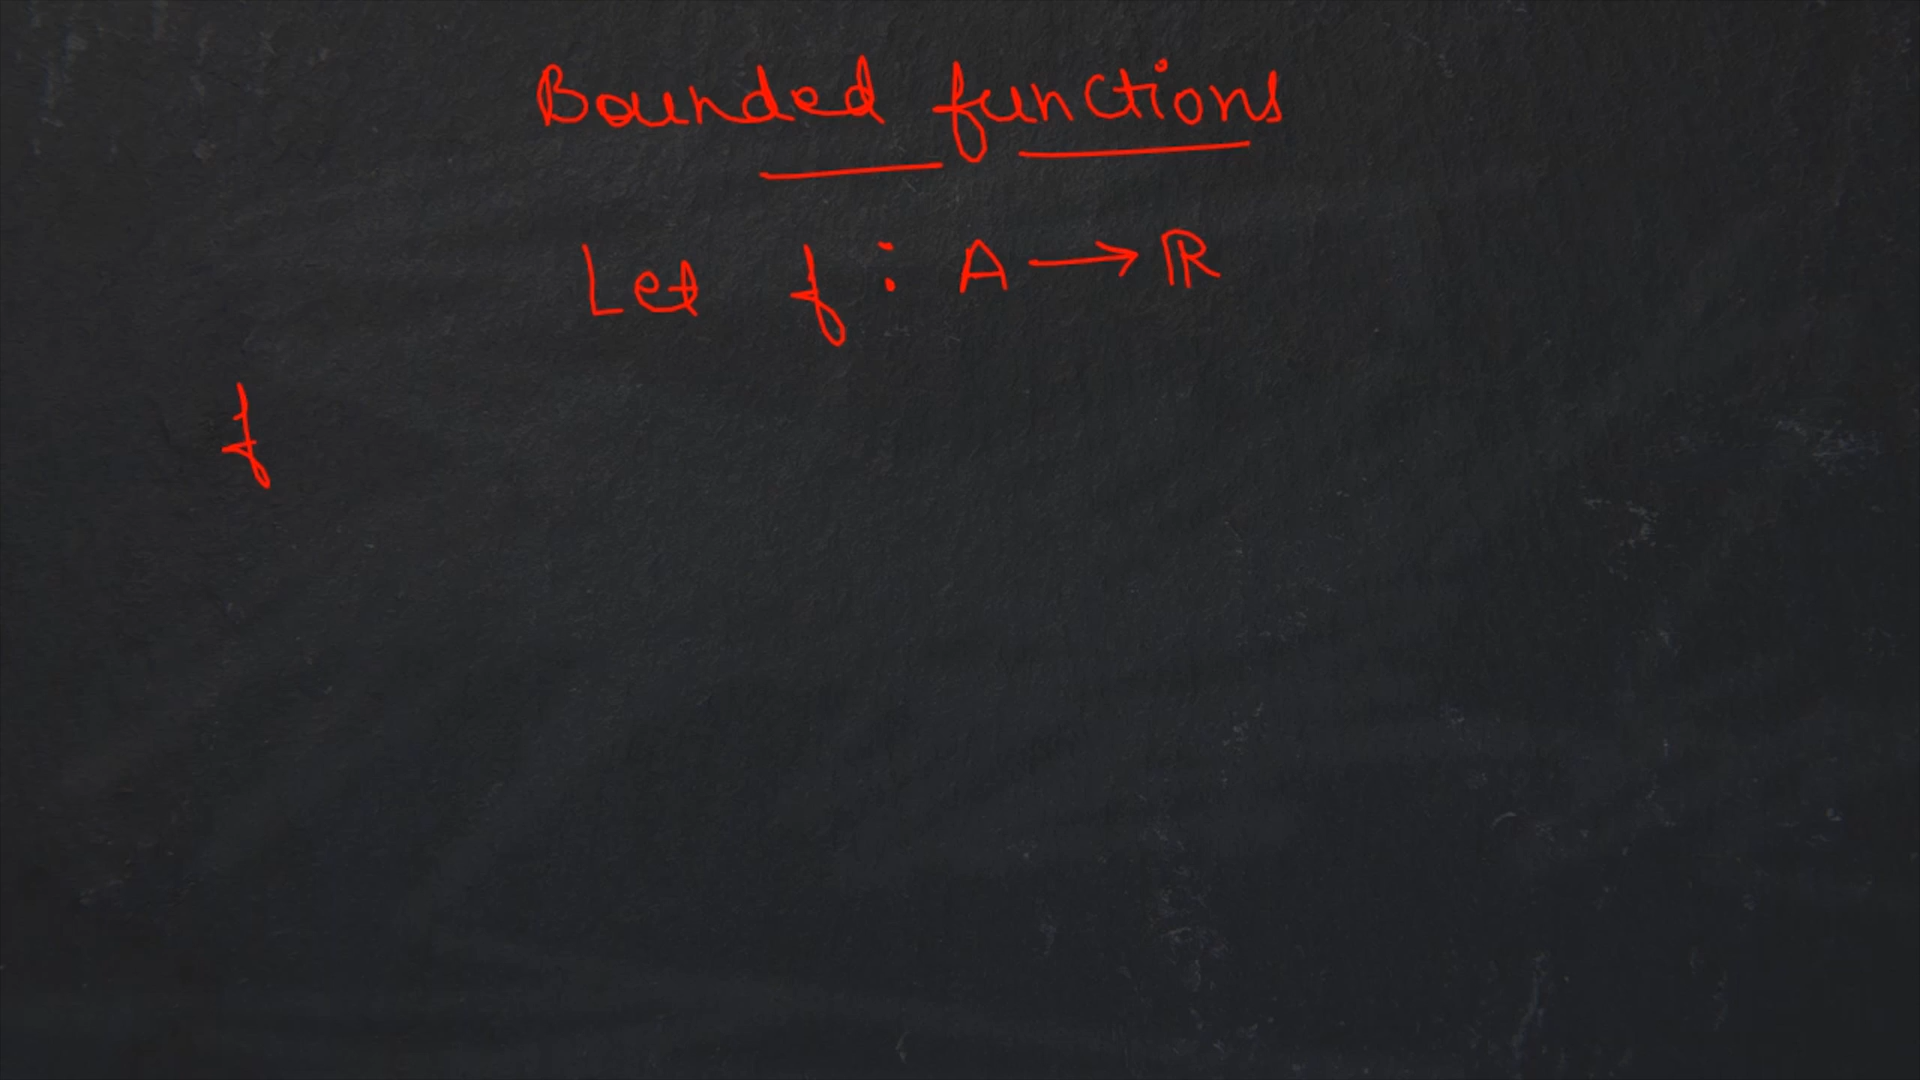 Bounded functions
Let f : A → ℝ
f